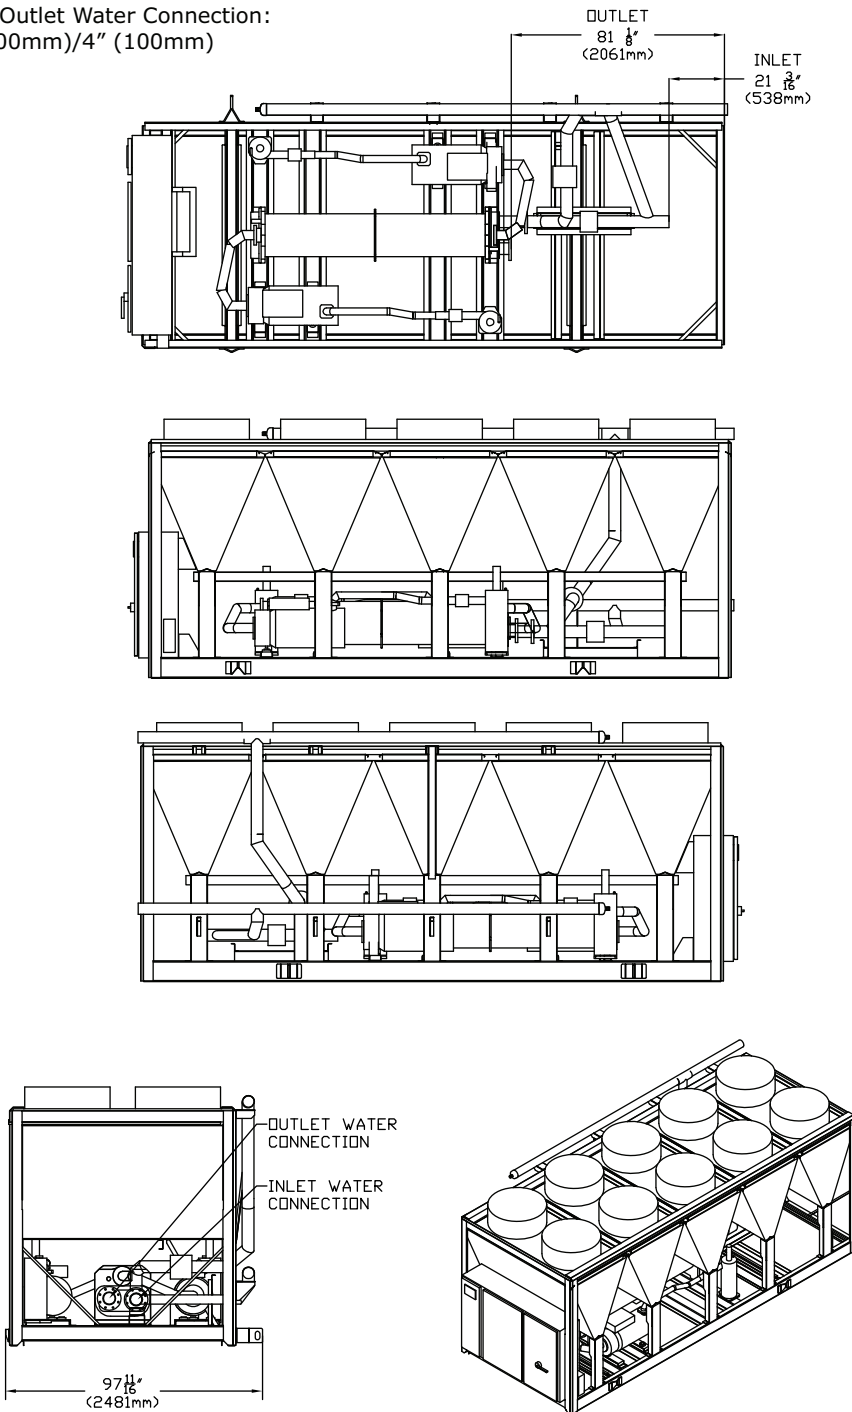 Outlet Water Connection:
00mm)/4” (100mm)
OUTLET
81 1/8"
(2061mm)
INLET
21 3/16"
(538mm)
OUTLET WATER
CONNECTION
INLET WATER
CONNECTION
97 11/16"
(2481mm)